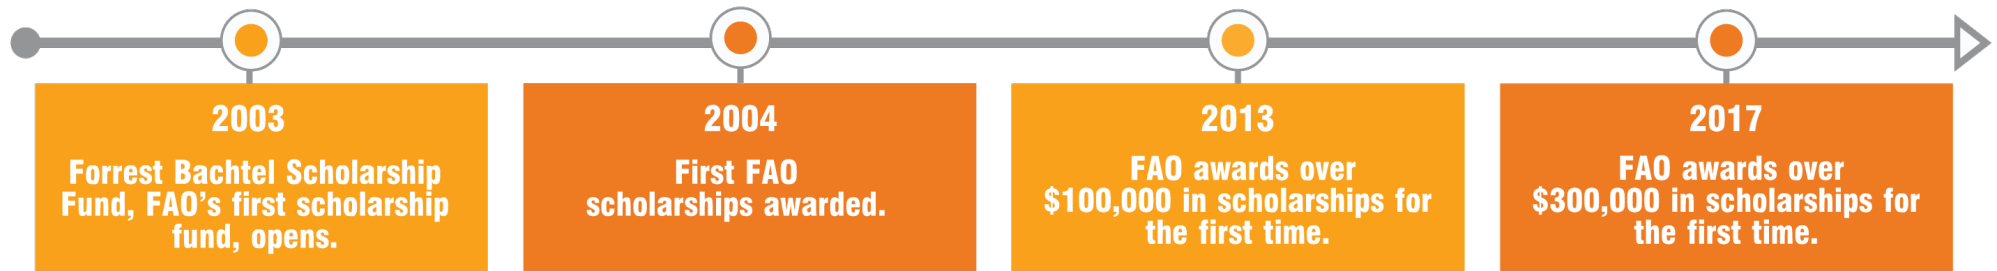 2003
Forrest Bachtel Scholarship
Fund, FAO's first scholarship
fund, opens.
2004
First FAO
scholarships awarded.
2013
FAO awards over
$100,000 in scholarships for
the first time.
2017
FAO awards over
$300,000 in scholarships for
the first time.